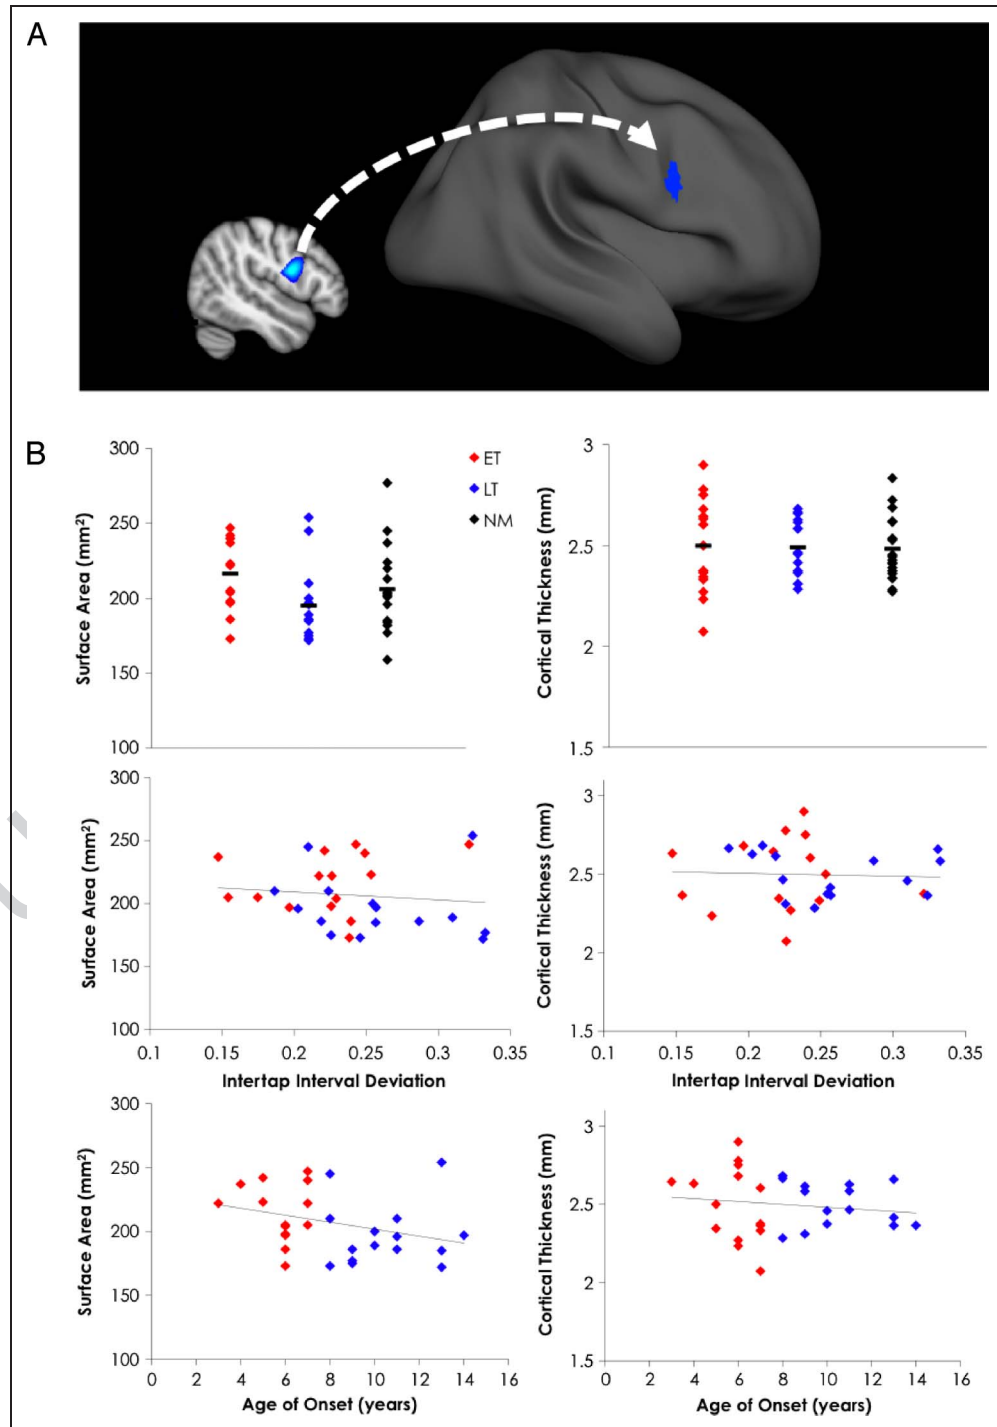 A
B
300
250
200
150
100
Surface Area (mm²)
ET
LT
NM
3
2.5
2
1.5
Cortical Thickness (mm)
300
250
200
150
100
Surface Area (mm²)
0.1 0.15 0.2 0.25 0.3 0.35
Intertap Interval Deviation
3
2.5
2
1.5
Cortical Thickness (mm)
0.1 0.15 0.2 0.25 0.3 0.35
Intertap Interval Deviation
300
250
200
150
100
Surface Area (mm²)
0 2 4 6 8 10 12 14 16
Age of Onset (years)
3
2.5
2
1.5
Cortical Thickness (mm)
0 2 4 6 8 10 12 14 16
Age of Onset (years)